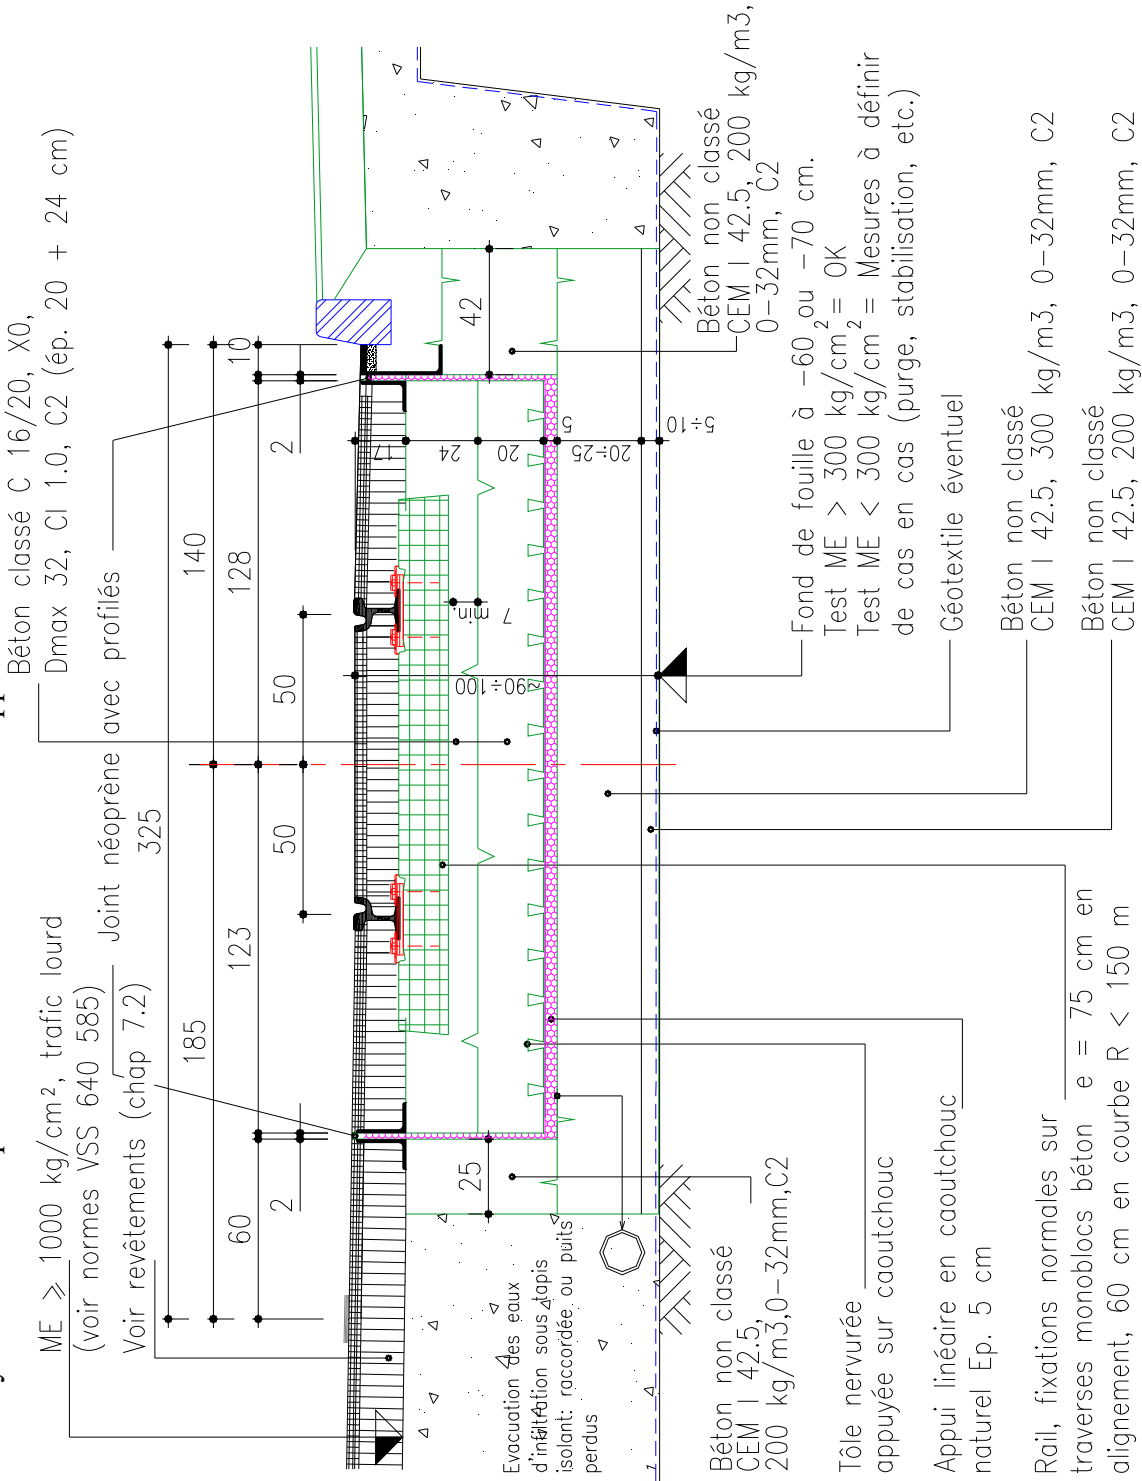 Béton classé C 16/20, X0,
Dmax 32, Cl 1.0, C2 (ép. 20 + 24 cm)
Joint néoprène avec profilés
ME ⩾ 1000 kg/cm², trafic lourd
(voir normes VSS 640 585)
Voir revêtements (chap 7.2)
325
185
140
60
123
128
10
2
50
50
2
17
24
20
5
20÷25
5÷10
7 min.
~90÷100
25
42
Evacuation des eaux
d'infiltration sous tapis
isolant: raccordée ou puits
perdus
Béton non classé
CEM I 42.5, 200 kg/m3,
0-32mm, C2
Fond de fouille à -60 ou -70 cm.
Test ME > 300 kg/cm² = OK
Test ME < 300 kg/cm² = Mesures à définir
de cas en cas (purge, stabilisation, etc.)
Géotextile éventuel
Béton non classé
CEM I 42.5, 300 kg/m3, 0-32mm, C2
Béton non classé
CEM I 42.5, 200 kg/m3, 0-32mm, C2
Béton non classé
CEM I 42.5,
200 kg/m3,0-32mm,C2
Tôle nervurée
appuyée sur caoutchouc
Appui linéaire en caoutchouc
naturel Ep. 5 cm
Rail, fixations normales sur
traverses monoblocs béton e = 75 cm en
alignement, 60 cm en courbe R < 150 m